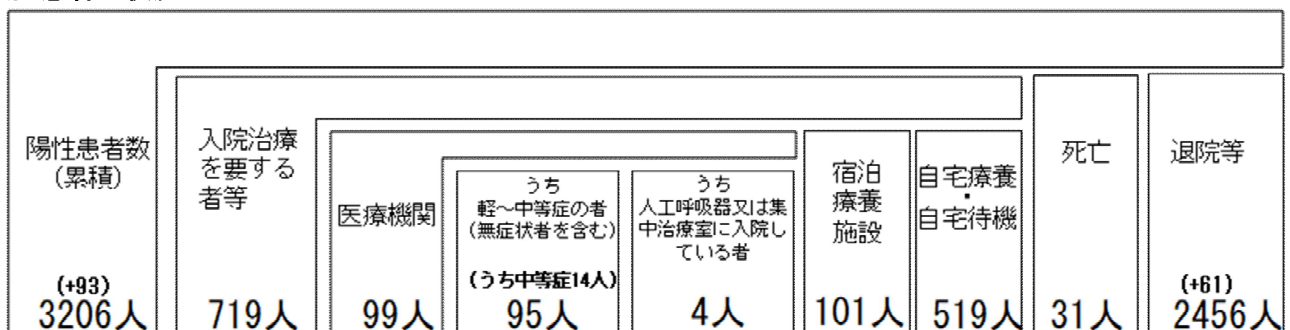 陽性患者数
(累積)
(+93)
3206人
入院治療
を要する
者等
719人
医療機関
99人
うち
軽～中等症の者
(無症状者を含む)
(うち中等症14人)
95人
うち
人工呼吸器又は集
中治療室に入院し
ている者
4人
宿泊
療養
施設
101人
自宅療養
・
自宅待機
519人
死亡
31人
退院等
(+61)
2456人